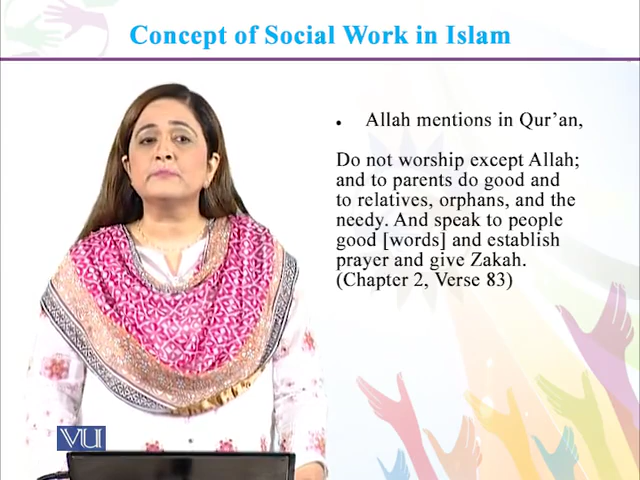 Concept of Social Work in Islam
• Allah mentions in Qur’an,
Do not worship except Allah;
and to parents do good and
to relatives, orphans, and the
needy. And speak to people
good [words] and establish
prayer and give Zakah.
(Chapter 2, Verse 83)
VU